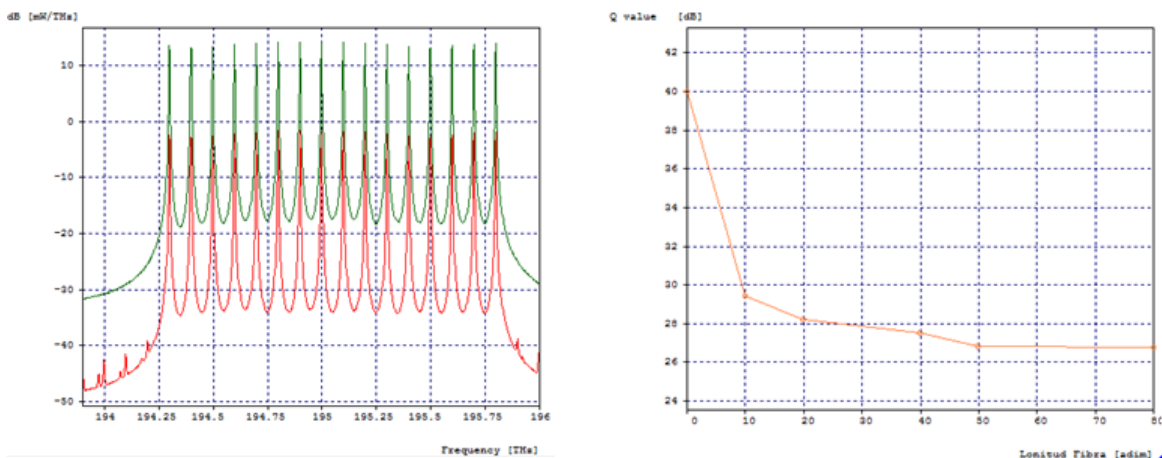 dB [mW/THz]
10
0
-10
-20
-30
-40
-50
194 194.25 194.5 194.75 195 195.25 195.5 195.75 196
Frequency [THz]
Q value [dB]
42
40
38
36
34
32
30
28
26
24
0 10 20 30 40 50 60 70 80
Lonitud Fibra [adim]